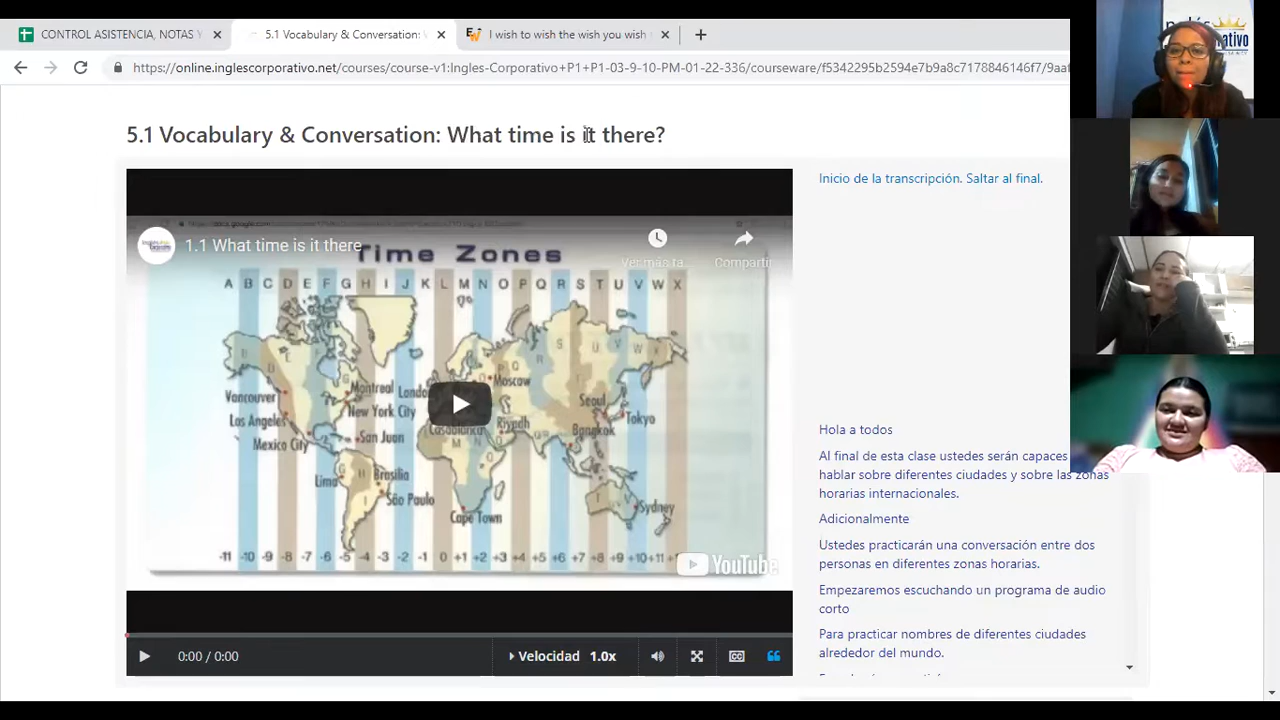 CONTROL ASISTENCIA, NOTAS Y
5.1 Vocabulary & Conversation: 
I wish to wish the wish you wish
https://online.inglescorporativo.net/courses/course-v1:Inglescorporativo+P1+P1-03-9-10-PM-01-22-336/courseware/f5342295b2594e7b9a8c7178846146f7/9aaf
5.1 Vocabulary & Conversation: What time is it there?
1.1 What time is it there
Ver más ta...
Compartir
Time Zones
A B C D E F G H I J K L M N O P Q R S T U V W X
Vancouver
Los Angeles
Mexico City
Montreal
New York City
San Juan
Lima
Brasilia
São Paulo
London
Casablanca
Moscow
Riyadh
Cape Town
Seoul
Tokyo
Bangkok
Sydney
-11 -10 -9 -8 -7 -6 -5 -4 -3 -2 -1 0 +1 +2 +3 +4 +5 +6 +7 +8 +9 +10 +11
YouTube
0:00 / 0:00
Velocidad 1.0x
Inicio de la transcripción. Saltar al final.
Hola a todos
Al final de esta clase ustedes serán capaces
hablar sobre diferentes ciudades y sobre las zonas
horarias internacionales.
Adicionalmente
Ustedes practicarán una conversación entre dos
personas en diferentes zonas horarias.
Empezaremos escuchando un programa de audio
corto
Para practicar nombres de diferentes ciudades
alrededor del mundo.